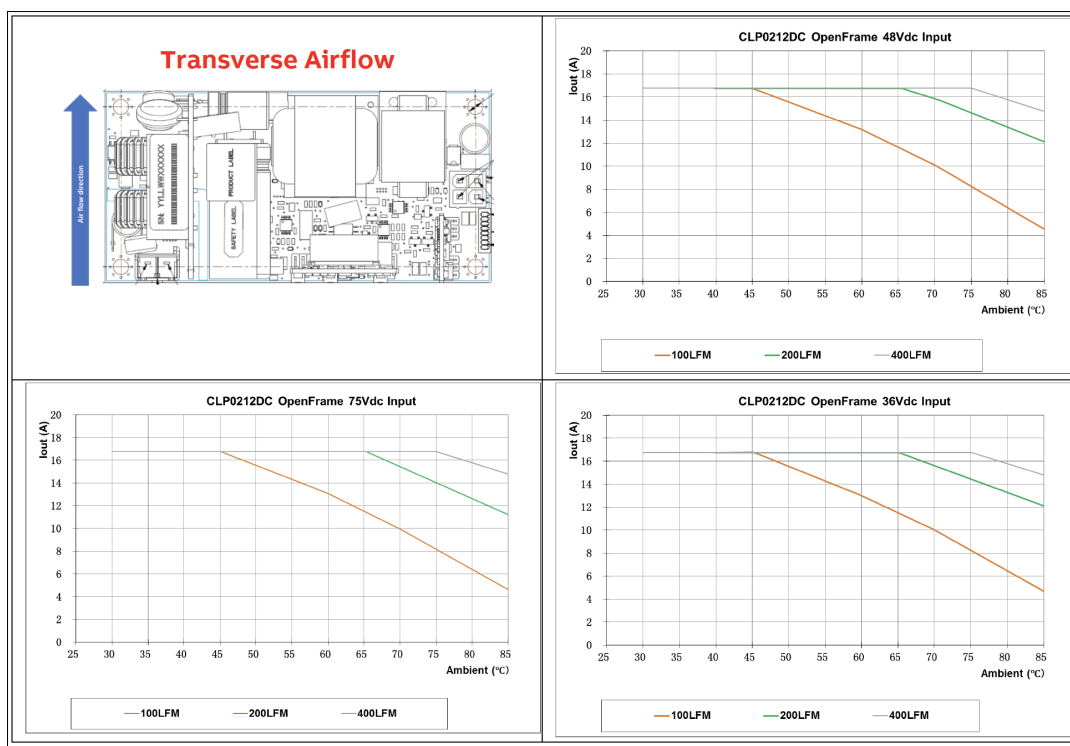 Transverse Airflow
Air flow direction
SN: YYLLWWXXXXXX
PRODUCT LABEL
SAFETY LABEL
CLP0212DC OpenFrame 48Vdc Input
Iout (A)
20
18
16
14
12
10
8
6
4
2
0
25 30 35 40 45 50 55 60 65 70 75 80 85
Ambient (℃)
100LFM 200LFM 400LFM
CLP0212DC OpenFrame 75Vdc Input
Iout (A)
20
18
16
14
12
10
8
6
4
2
0
25 30 35 40 45 50 55 60 65 70 75 80 85
Ambient (℃)
100LFM 200LFM 400LFM
CLP0212DC OpenFrame 36Vdc Input
Iout (A)
20
18
16
14
12
10
8
6
4
2
0
25 30 35 40 45 50 55 60 65 70 75 80 85
Ambient (℃)
100LFM 200LFM 400LFM